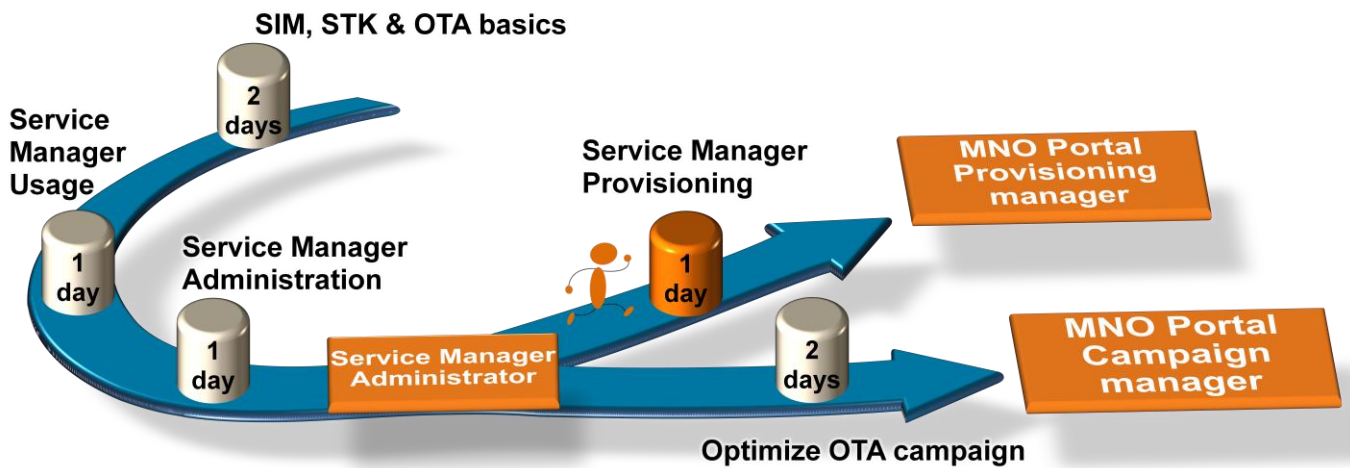 SIM, STK & OTA basics
2
days
Service
Manager
Usage
1
day
Service Manager
Administration
1
day
Service Manager
Administrator
Service Manager
Provisioning
1
day
MNO Portal
Provisioning
manager
2
days
Optimize OTA campaign
MNO Portal
Campaign
manager